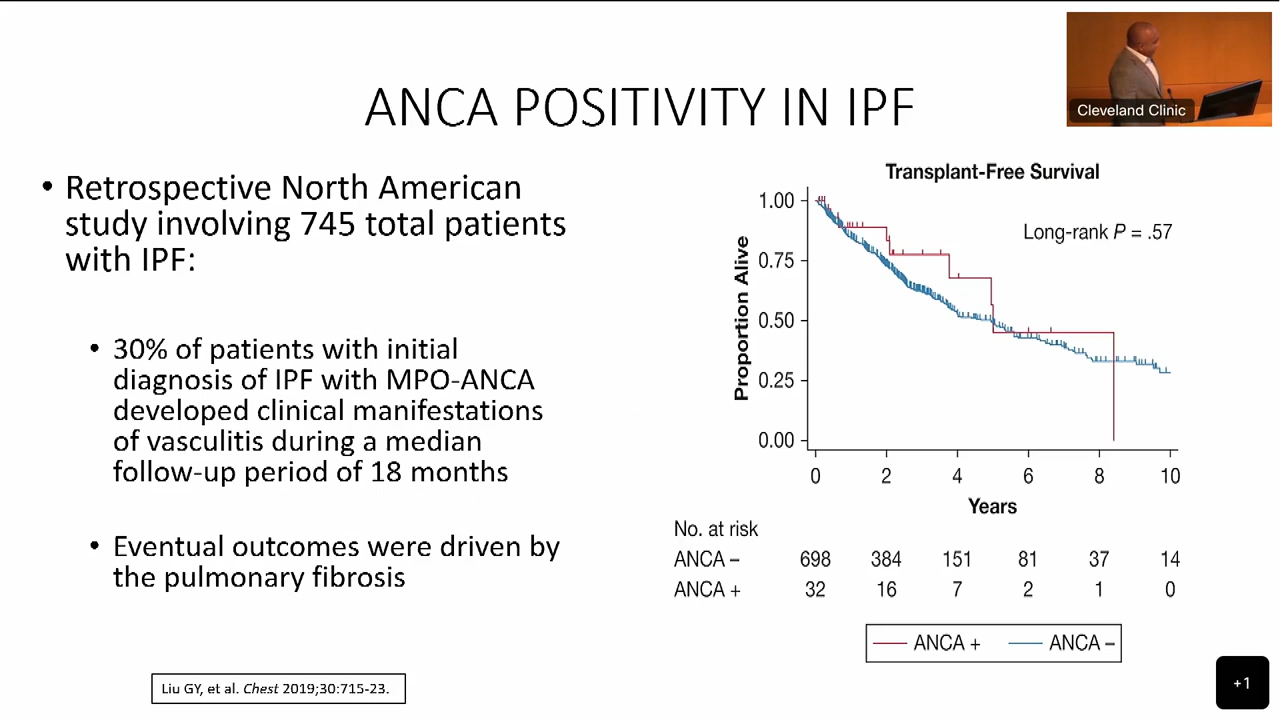 Cleveland Clinic
ANCA POSITIVITY IN IPF
• Retrospective North American
study involving 745 total patients
with IPF:
• 30% of patients with initial
diagnosis of IPF with MPO-ANCA
developed clinical manifestations
of vasculitis during a median
follow-up period of 18 months
• Eventual outcomes were driven by
the pulmonary fibrosis
Liu GY, et al. Chest 2019;30:715-23.
Transplant-Free Survival
Long-rank P = .57
Proportion Alive
1.00
0.75
0.50
0.25
0.00
0 2 4 6 8 10
Years
No. at risk
ANCA – 698 384 151 81 37 14
ANCA + 32 16 7 2 1 0
ANCA + ANCA –
+1